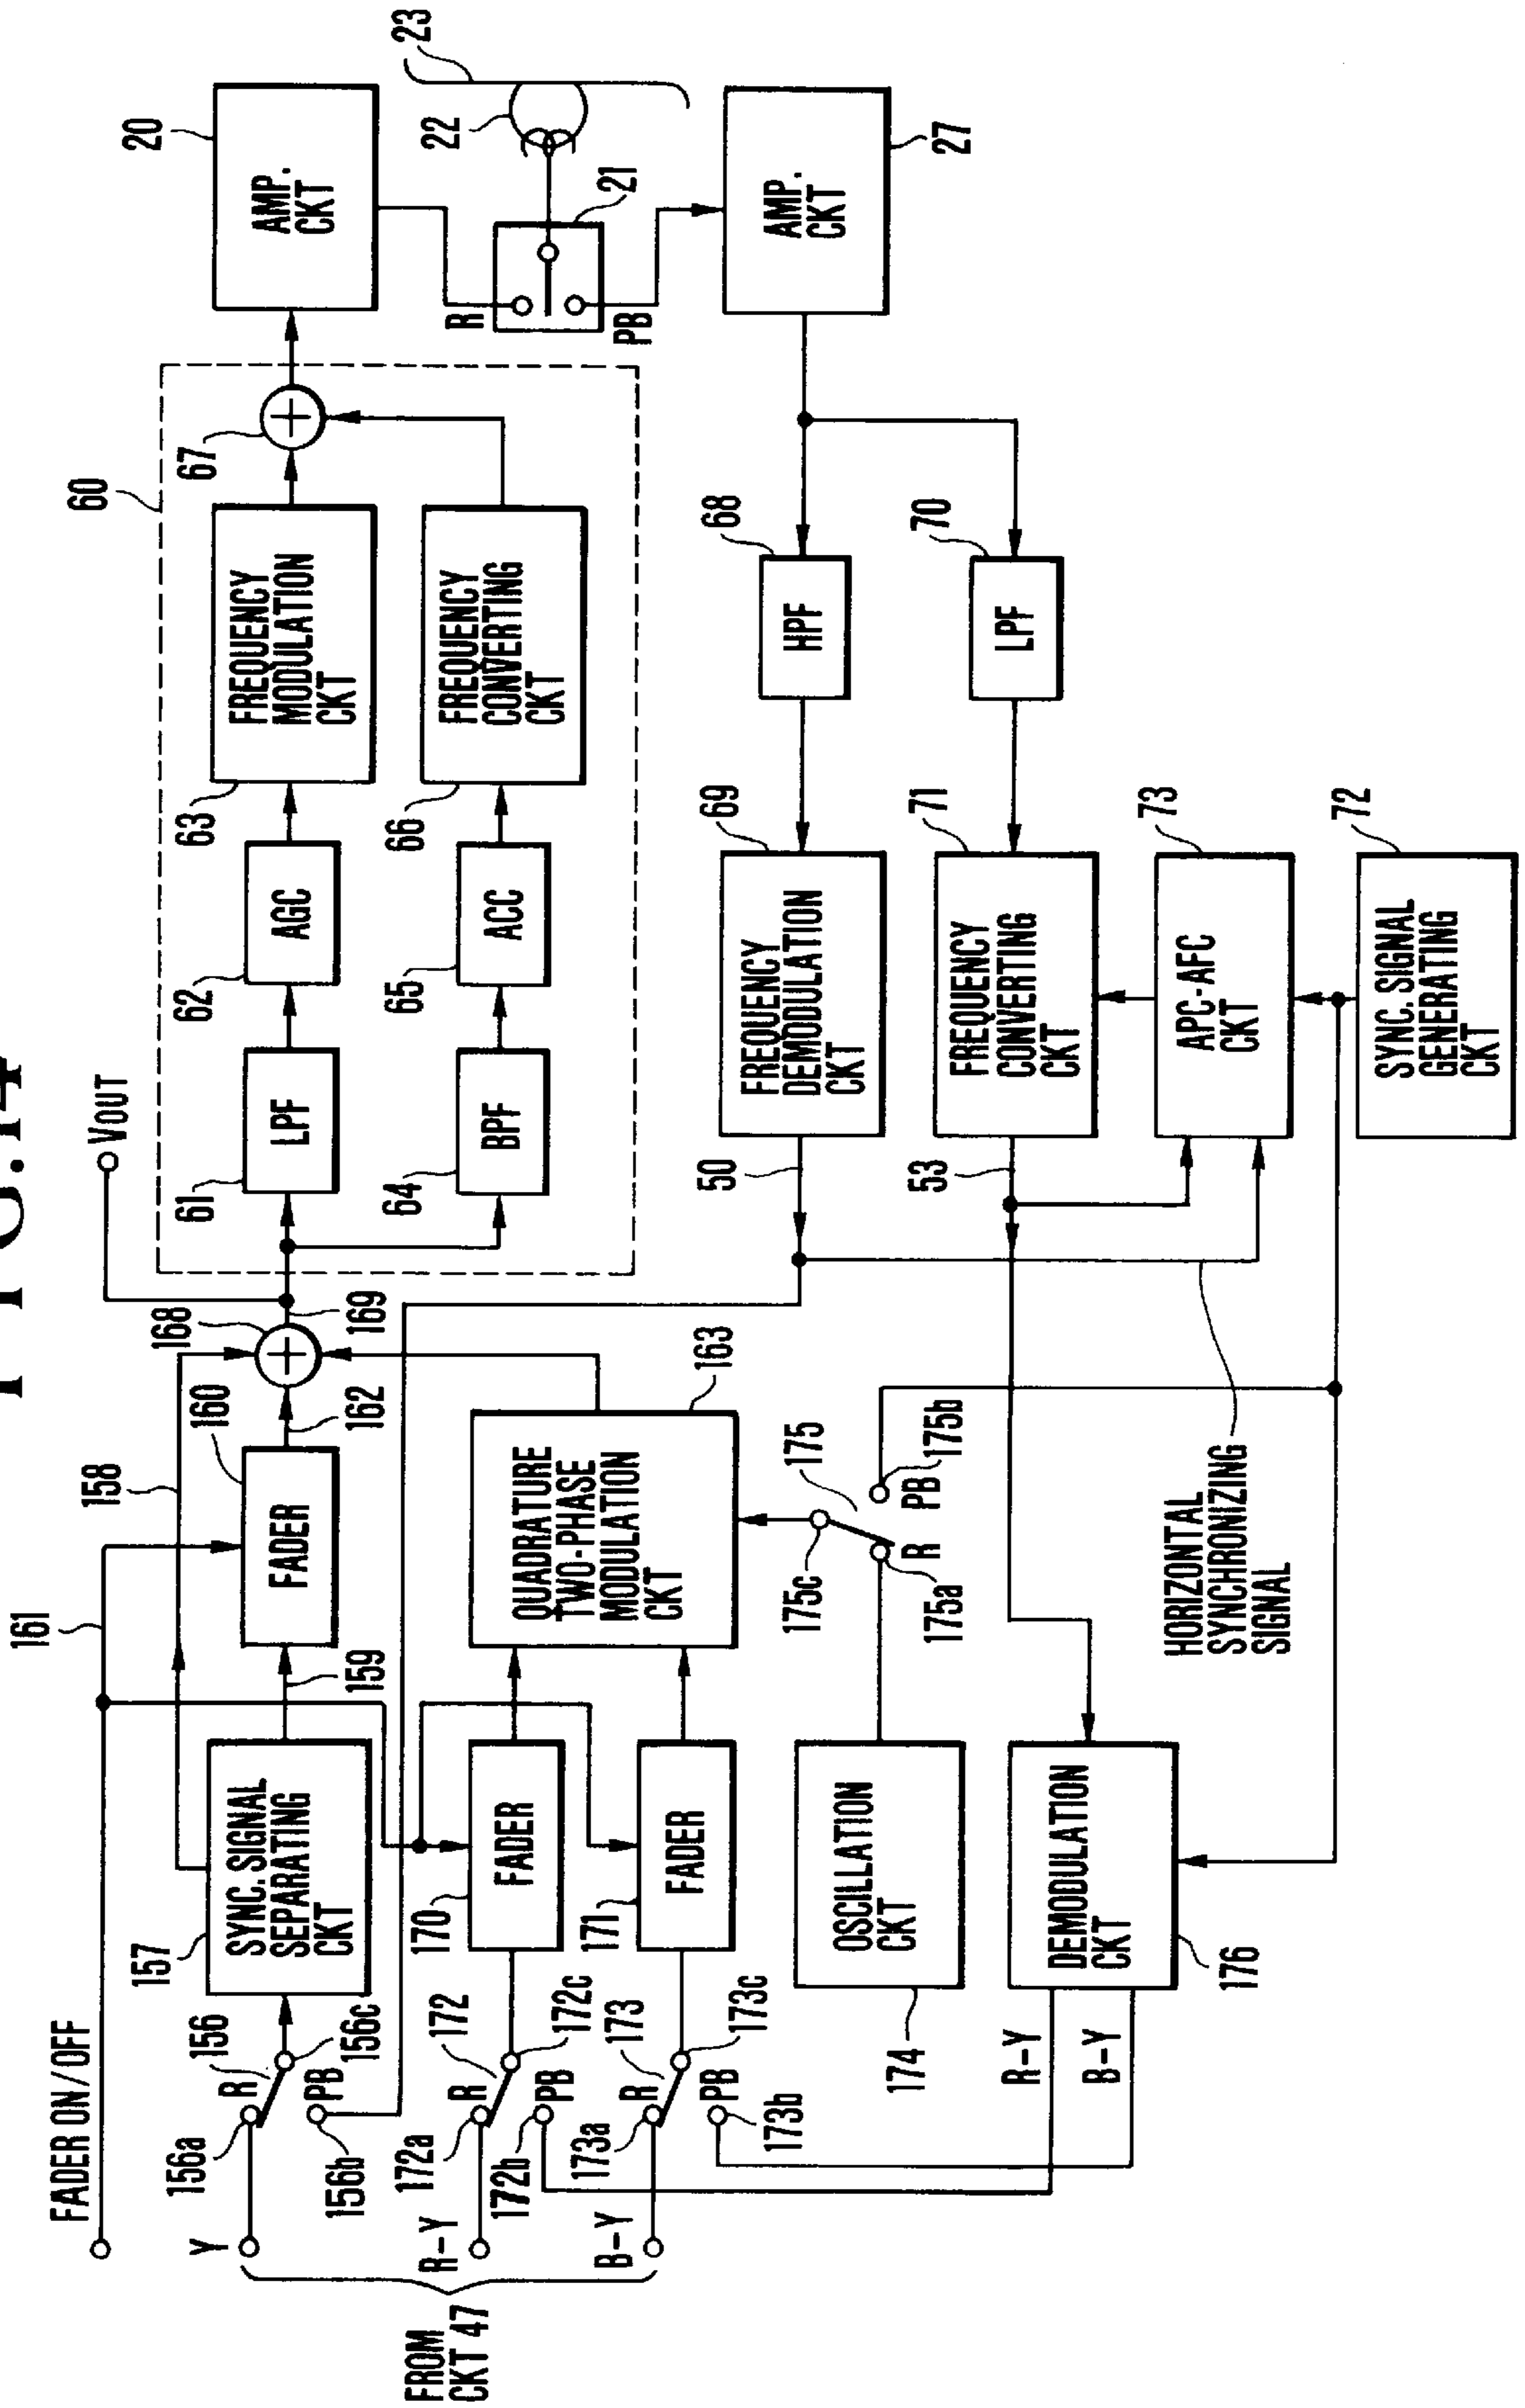 FIG.14
FADER ON/OFF
161
158
VOUT
60
20
Y
156a
R
156
156c
PB
156b
157
SYNC. SIGNAL
SEPARATING
CKT
159
160
FADER
162
168
169
61
LPF
62
AGC
63
FREQUENCY
MODULATION
CKT
67
AMP.
CKT
64
BPF
65
ACC
66
FREQUENCY
CONVERTING
CKT
R
PB
21
22
23
FROM
CKT 47
R-Y
172a
R
172
172c
172b
PB
170
FADER
B-Y
173a
R
173
173c
PB
173b
171
FADER
QUADRATURE
TWO-PHASE
MODULATION
CKT
163
50
69
FREQUENCY
DEMODULATION
CKT
68
HPF
AMP.
CKT
27
174
OSCILLATION
CKT
175c
175
175a
R
PB
175b
53
71
FREQUENCY
CONVERTING
CKT
70
LPF
R-Y
B-Y
DEMODULATION
CKT
176
HORIZONTAL
SYNCHRONIZING
SIGNAL
73
APC-AFC
CKT
72
SYNC. SIGNAL
GENERATING
CKT